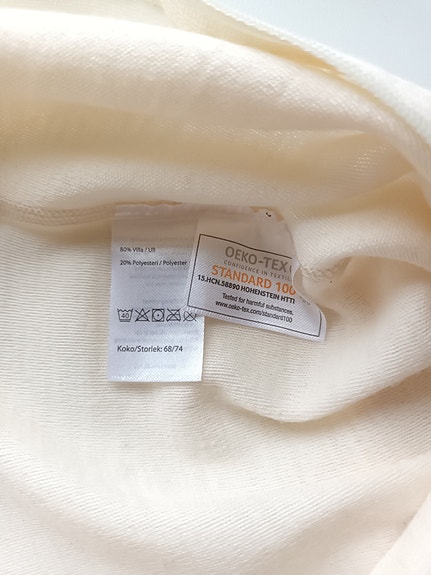 80% Villa / Ull
20% Polyesteri / Polyester
40
Koko/Storlek: 68/74
OEKO-TEX
CONFIDENCE IN TEXTILES
STANDARD 100
15.HCN.58890 HOHENSTEIN HTTI
Tested for harmful substances.
www.oeko-tex.com/standard100